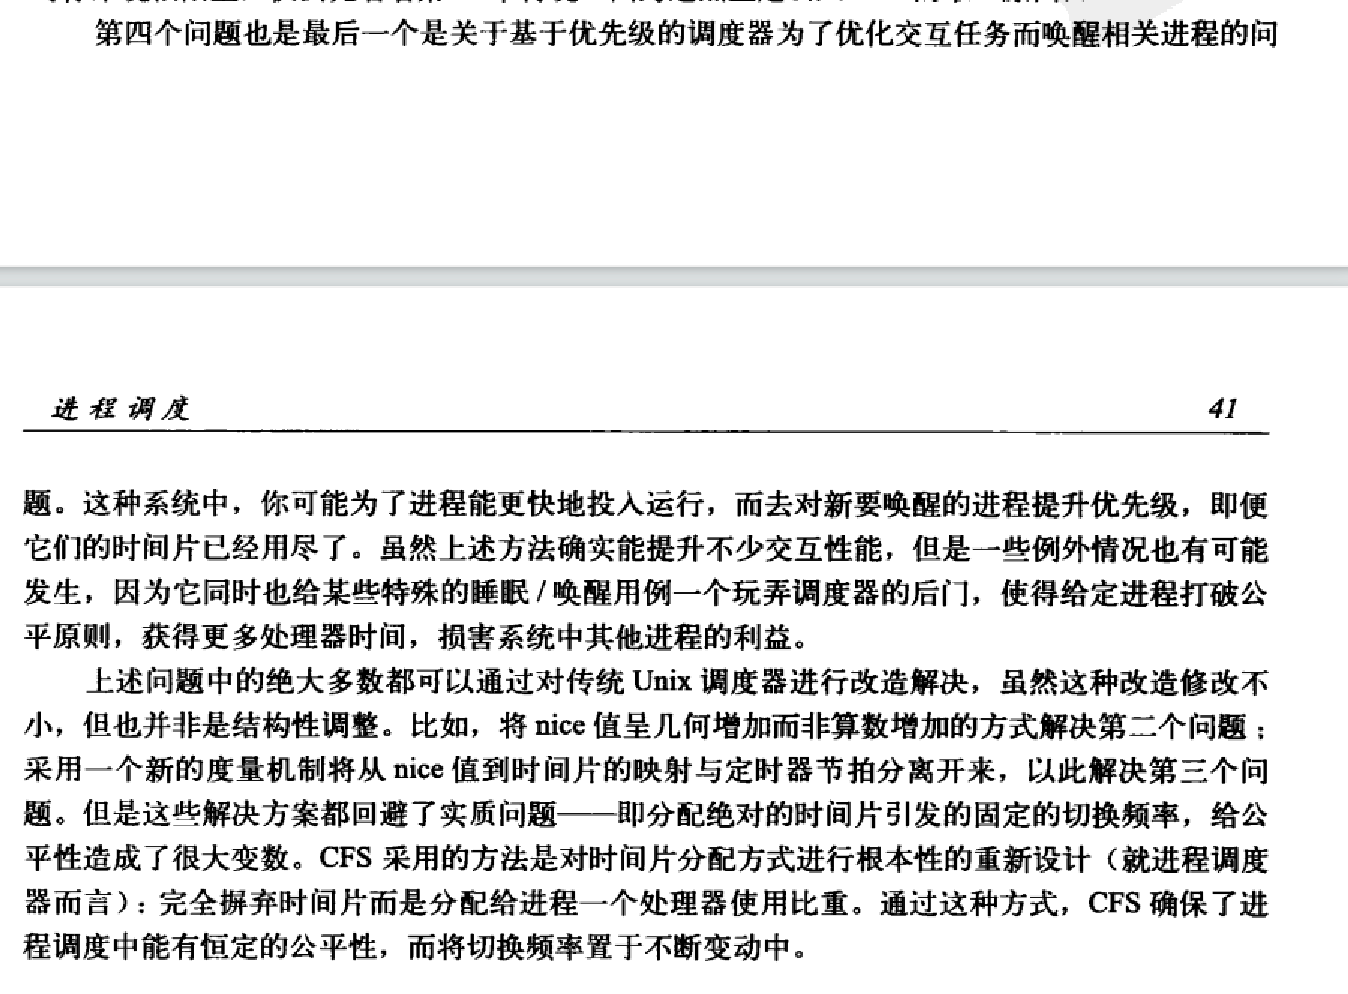 第四个问题也是最后一个是关于基于优先级的调度器为了优化交互任务而唤醒相关进程的问
进程调度 41
题。这种系统中，你可能为了进程能更快地投入运行，而去对新要唤醒的进程提升优先级，即便
它们的时间片已经用尽了。虽然上述方法确实能提升不少交互性能，但是一些例外情况也有可能
发生，因为它同时也给某些特殊的睡眠/唤醒用例一个玩弄调度器的后门，使得给定进程打破公
平原则，获得更多处理器时间，损害系统中其他进程的利益。
上述问题中的绝大多数都可以通过对传统 Unix 调度器进行改造解决，虽然这种改造修改不
小，但也并非是结构性调整。比如，将 nice 值呈几何增加而非算数增加的方式解决第二个问题；
采用一个新的度量机制将从 nice 值到时间片的映射与定时器节拍分离开来，以此解决第三个问
题。但是这些解决方案都回避了实质问题——即分配绝对的时间片引发的固定的切换频率，给公
平性造成了很大变数。CFS 采用的方法是对时间片分配方式进行根本性的重新设计（就进程调度
器而言）：完全摒弃时间片而是分配给进程一个处理器使用比重。通过这种方式，CFS 确保了进
程调度中能有恒定的公平性，而将切换频率置于不断变动中。